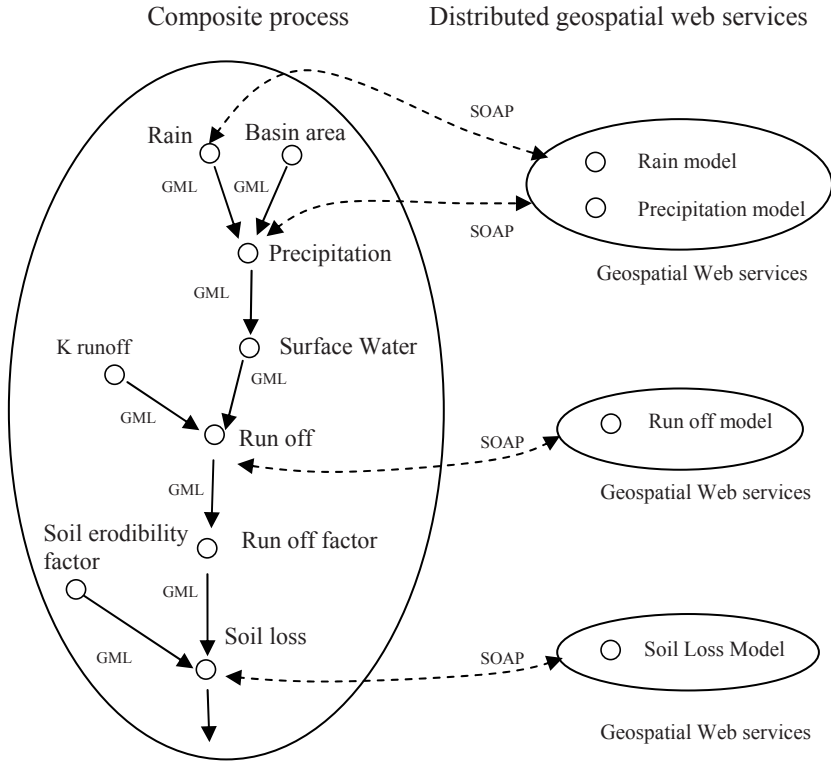 Composite process
Distributed geospatial web services
SOAP
Rain
Basin area
Rain model
GML
GML
Precipitation model
SOAP
Precipitation
Geospatial Web services
GML
K runoff
Surface Water
GML
GML
Run off model
Run off
SOAP
GML
Geospatial Web services
Soil erodibility
factor
Run off factor
GML
Soil loss
GML
SOAP
Soil Loss Model
Geospatial Web services